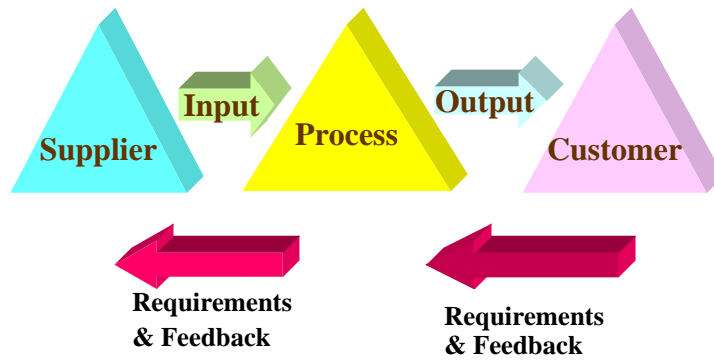 Input
Output
Supplier
Process
Customer
Requirements
& Feedback
Requirements
& Feedback